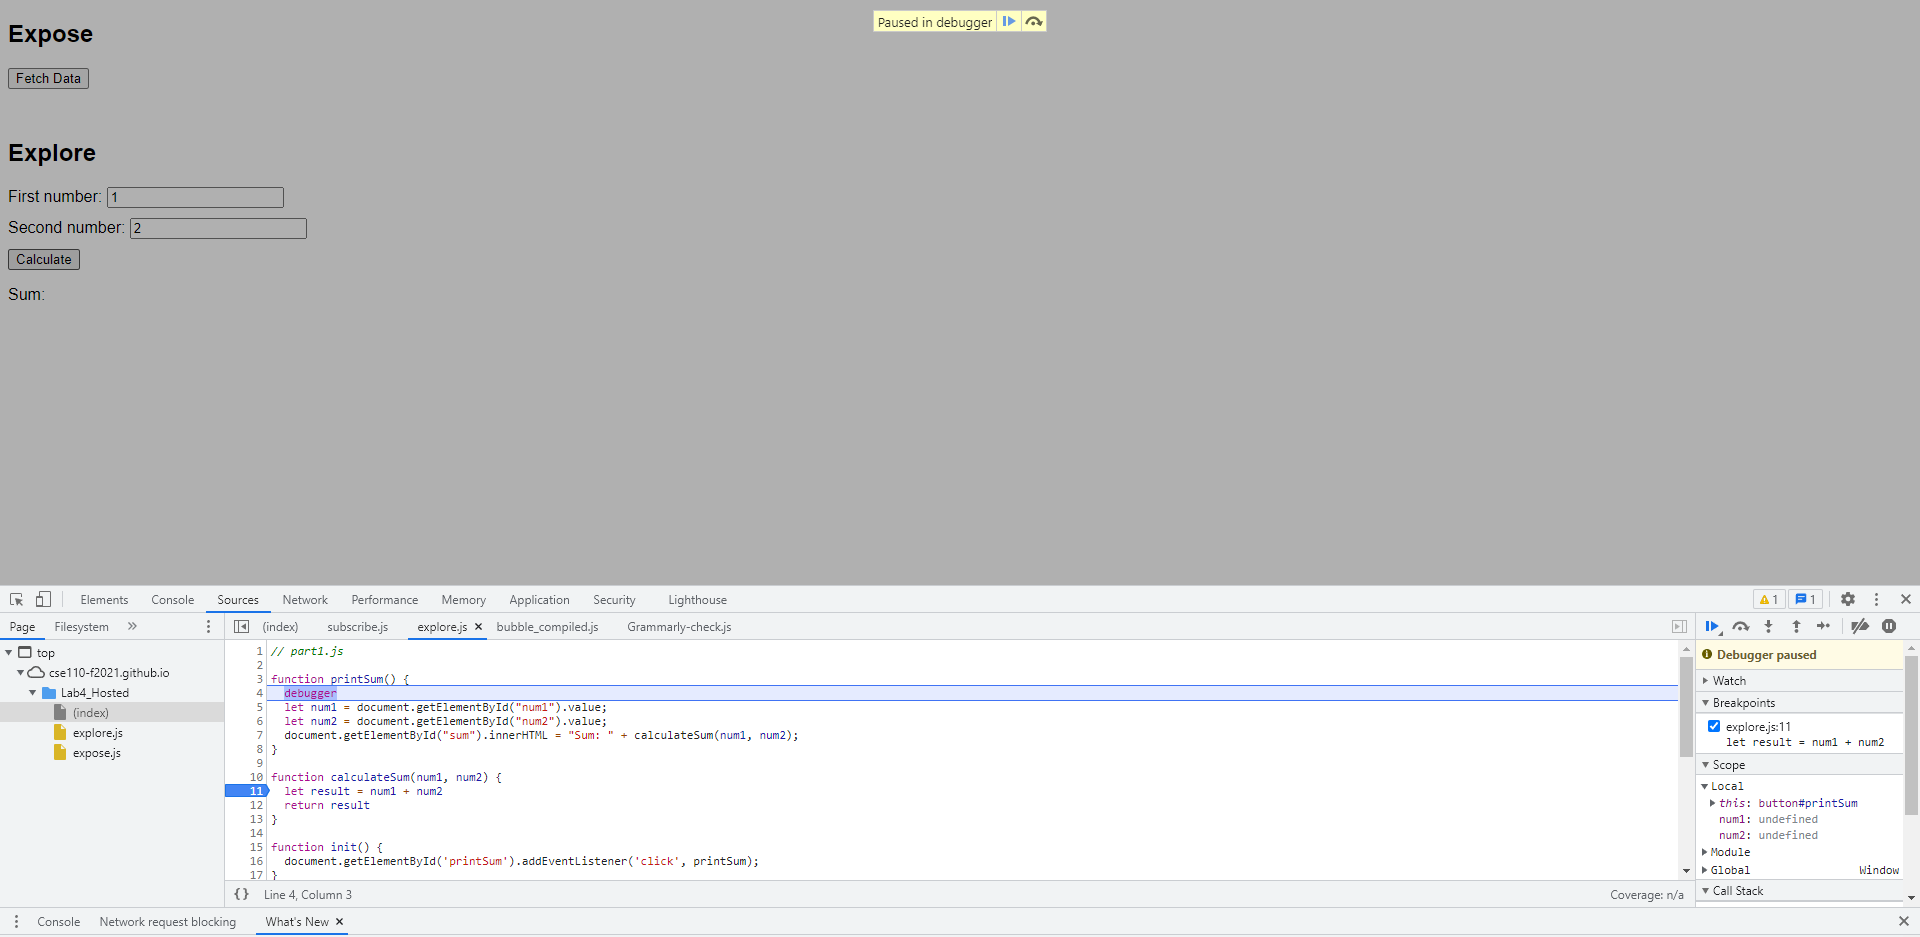 Paused in debugger
Expose
Fetch Data
Explore
First number: 1
Second number: 2
Calculate
Sum:
Elements Console Sources Network Performance Memory Application Security Lighthouse 1 1
Page Filesystem » (index) subscribe.js explore.js × bubble_compiled.js Grammarly-check.js
top
cse110-f2021.github.io
Lab4_Hosted
(index)
explore.js
expose.js
1 // part1.js
2
3 function printSum() {
4 debugger
5 let num1 = document.getElementById("num1").value;
6 let num2 = document.getElementById("num2").value;
7 document.getElementById("sum").innerHTML = "Sum: " + calculateSum(num1, num2);
8 }
9
10 function calculateSum(num1, num2) {
11 let result = num1 + num2
12 return result
13 }
14
15 function init() {
16 document.getElementById('printSum').addEventListener('click', printSum);
17 }
{} Line 4, Column 3 Coverage: n/a
Debugger paused
Watch
Breakpoints
explore.js:11
let result = num1 + num2
Scope
Local
this: button#printSum
num1: undefined
num2: undefined
Module
Global Window
Call Stack
Console Network request blocking What's New ×